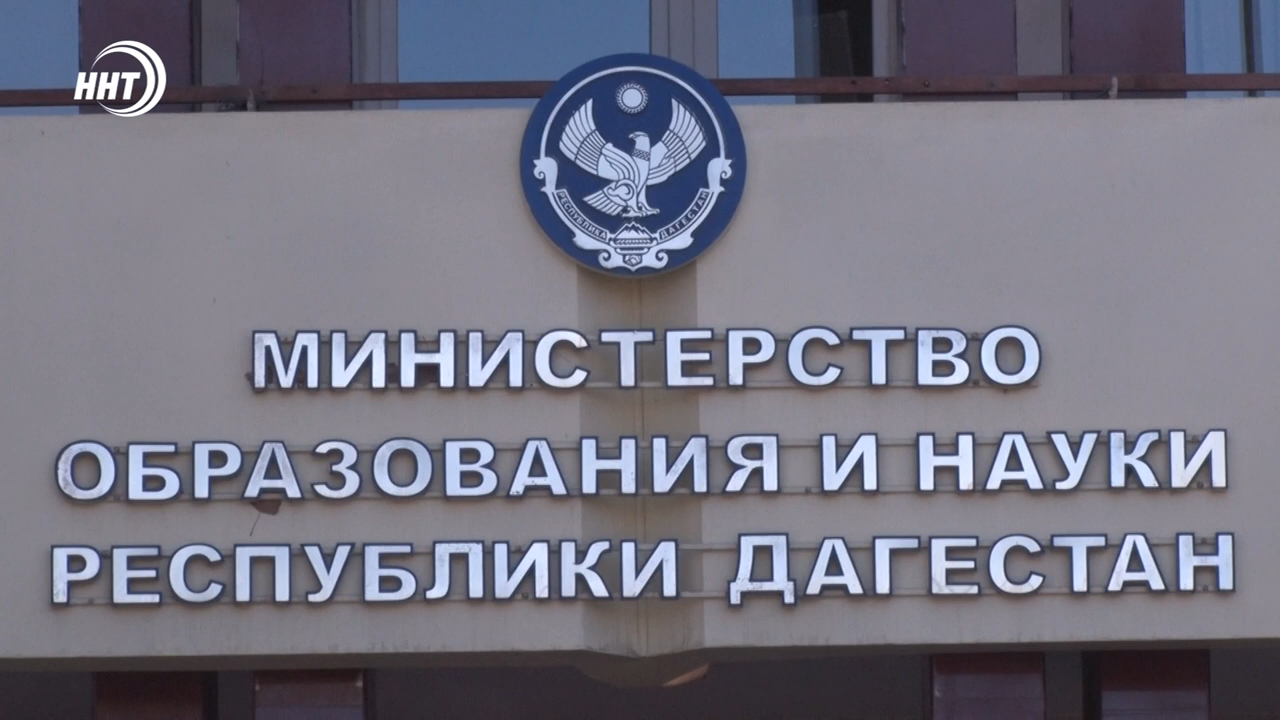 ННТ
РЕСПУБЛИКА ДАГЕСТАН
МИНИСТЕРСТВО
ОБРАЗОВАНИЯ И НАУКИ
РЕСПУБЛИКИ ДАГЕСТАН